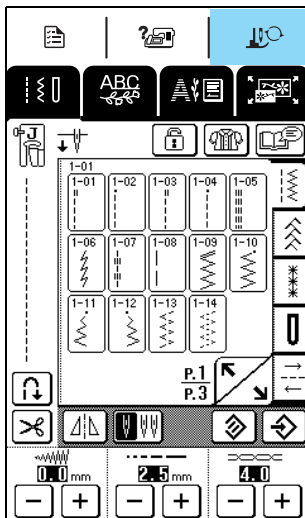 ?
ABC
A
J
1-01
1-01 1-02 1-03 1-04 1-05
1-06 1-07 1-08 1-09 1-10
1-11 1-12 1-13 1-14
P.1
P.3
0.0 mm 2.5 mm 4.0
− + − + − +